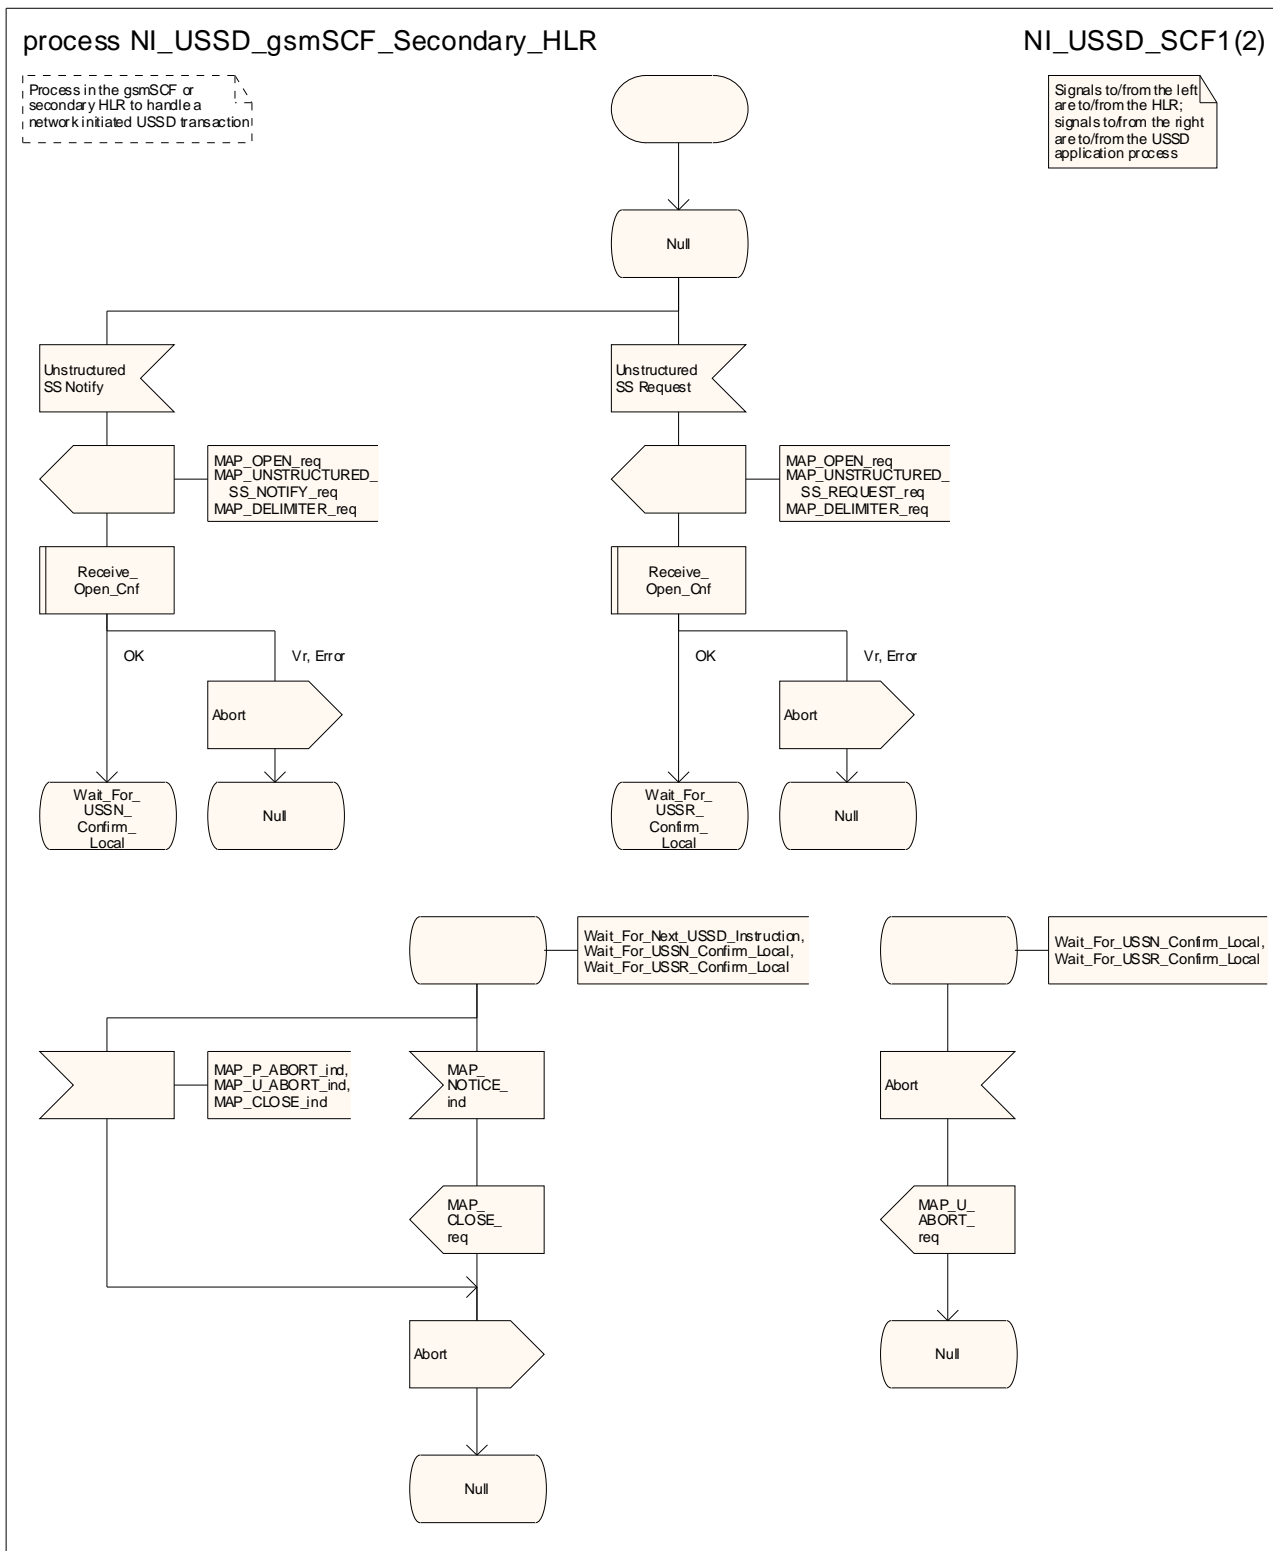 process NI_USSD_gsmSCF_Secondary_HLR
NI_USSD_SCF1(2)
Process in the gsmSCF or
secondary HLR to handle a
network initiated USSD transaction
Signals to/from the left
are to/from the HLR;
signals to/from the right
are to/from the USSD
application process
Null
Unstructured
SS Notify
Unstructured
SS Request
MAP_OPEN_req
MAP_UNSTRUCTURED_
SS_NOTIFY_req
MAP_DELIMITER_req
MAP_OPEN_req
MAP_UNSTRUCTURED_
SS_REQUEST_req
MAP_DELIMITER_req
Receive_
Open_Cnf
Receive_
Open_Cnf
OK
Vr, Error
OK
Vr, Error
Abort
Abort
Wait_For_
USSN_
Confirm_
Local
Null
Wait_For_
USSR_
Confirm_
Local
Null
Wait_For_Next_USSD_Instruction,
Wait_For_USSN_Confirm_Local,
Wait_For_USSR_Confirm_Local
Wait_For_USSN_Confirm_Local,
Wait_For_USSR_Confirm_Local
MAP_P_ABORT_ind,
MAP_U_ABORT_ind,
MAP_CLOSE_ind
MAP_
NOTICE_
ind
Abort
MAP_
CLOSE_
req
MAP_U_
ABORT_
req
Abort
Null
Null